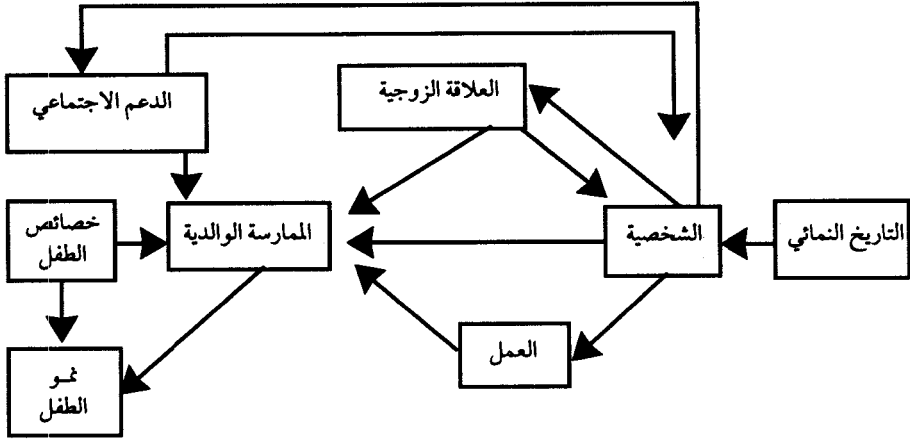 الدعم الاجتماعي
العلاقة الزوجية
التاريخ النمائي
الشخصية
الممارسة الوالدية
خصائص
الطفل
العمل
نمـو
الطفل